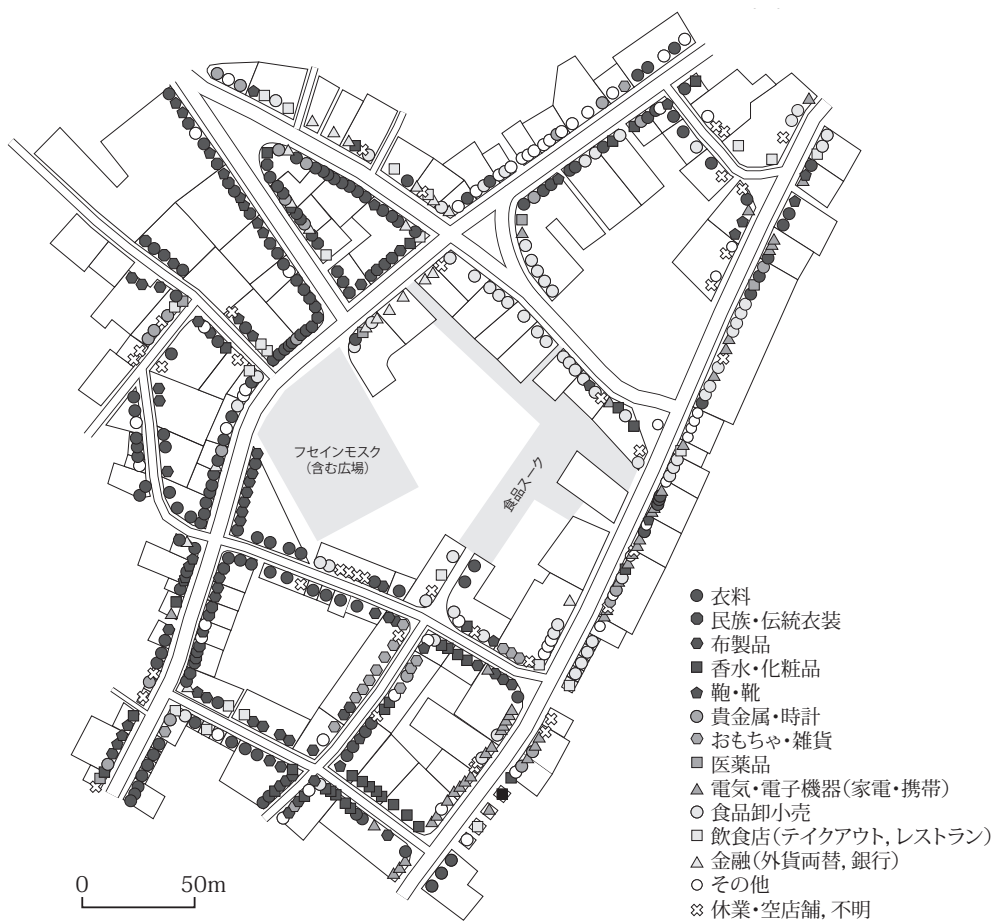 フセインモスク
(含む広場)
食品スーク
衣料
民族・伝統衣装
布製品
香水・化粧品
鞄・靴
貴金属・時計
おもちゃ・雑貨
医薬品
電気・電子機器(家電・携帯)
食品卸小売
飲食店(テイクアウト, レストラン)
金融(外貨両替, 銀行)
その他
休業・空店舗, 不明
0 50m